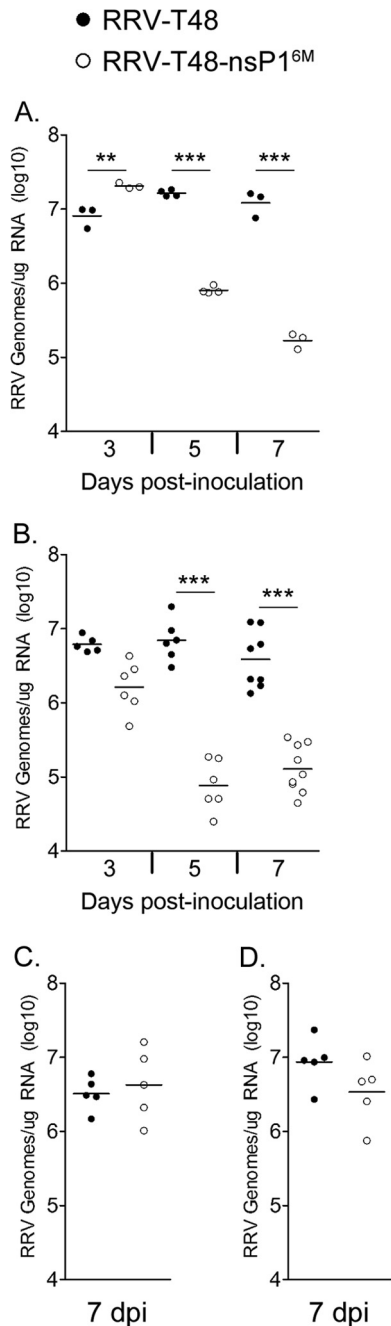 RRV-T48
RRV-T48-nsP1^6M
A.
RRV Genomes/ug RNA (log10)
8
7
6
5
4
** *** ***
3 5 7
Days post-inoculation
B.
RRV Genomes/ug RNA (log10)
8
7
6
5
4
*** ***
3 5 7
Days post-inoculation
C.
RRV Genomes/ug RNA (log10)
8
7
6
5
4
7 dpi
D.
RRV Genomes/ug RNA (log10)
8
7
6
5
4
7 dpi